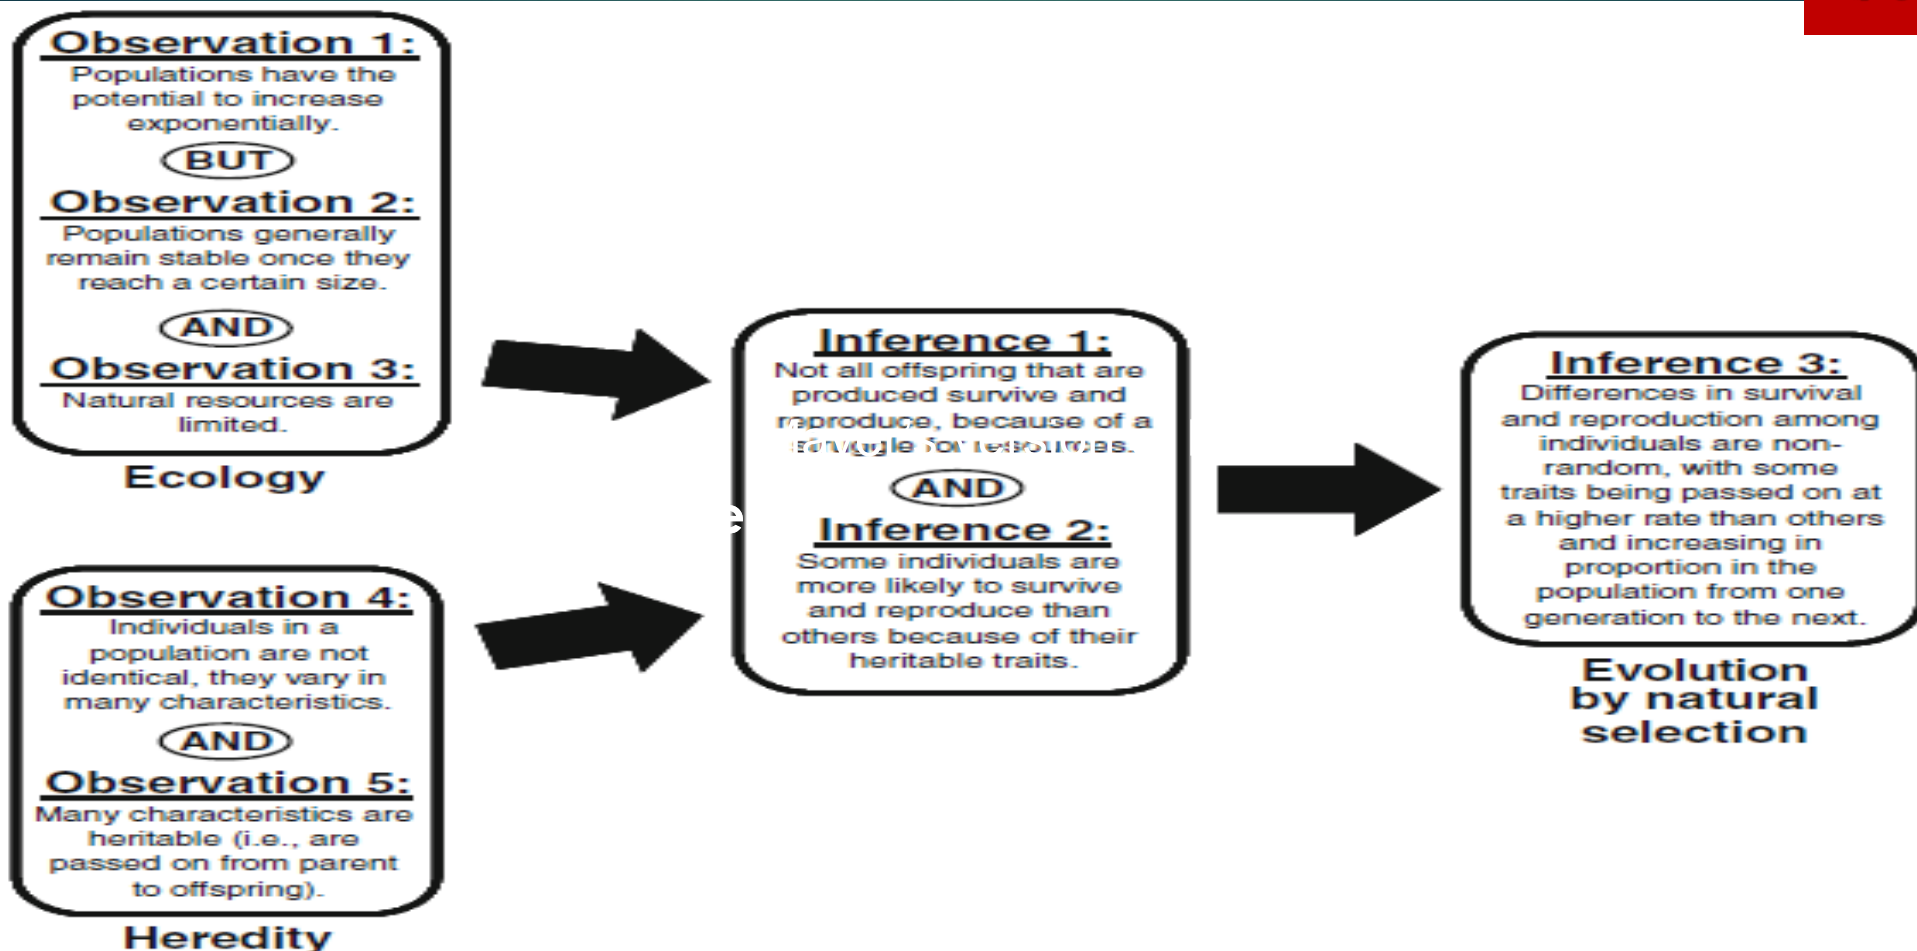 Observation 1:
Populations have the
potential to increase
exponentially.
BUT
Observation 2:
Populations generally
remain stable once they
reach a certain size.
AND
Observation 3:
Natural resources are
limited.
Ecology
Observation 4:
Individuals in a
population are not
identical, they vary in
many characteristics.
AND
Observation 5:
Many characteristics are
heritable (i.e., are
passed on from parent
to offspring).
Heredity
Inference 1:
Not all offspring that are
produced survive and
reproduce, because of a
struggle for resources.
AND
Inference 2:
Some individuals are
more likely to survive
and reproduce than
others because of their
heritable traits.
Inference 3:
Differences in survival
and reproduction among
individuals are non-
random, with some
traits being passed on at
a higher rate than others
and increasing in
proportion in the
population from one
generation to the next.
Evolution
by natural
selection